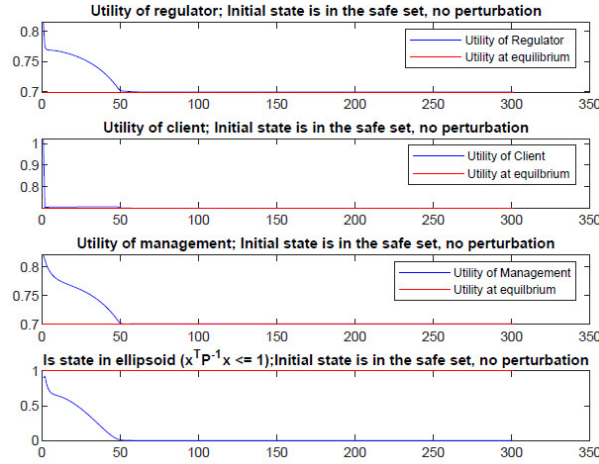 Utility of regulator; Initial state is in the safe set, no perturbation
0.8
0.75
0.7
Utility of Regulator
Utility at equilibrium
0 50 100 150 200 250 300 350
Utility of client; Initial state is in the safe set, no perturbation
1
0.9
0.8
Utility of Client
Utility at equilibrium
0 50 100 150 200 250 300 350
Utility of management; Initial state is in the safe set, no perturbation
0.8
0.75
0.7
Utility of Management
Utility at equilibrium
0 50 100 150 200 250 300 350
Is state in ellipsoid (x^T P^-1 x <= 1);Initial state is in the safe set, no perturbation
1
0.5
0
0 50 100 150 200 250 300 350